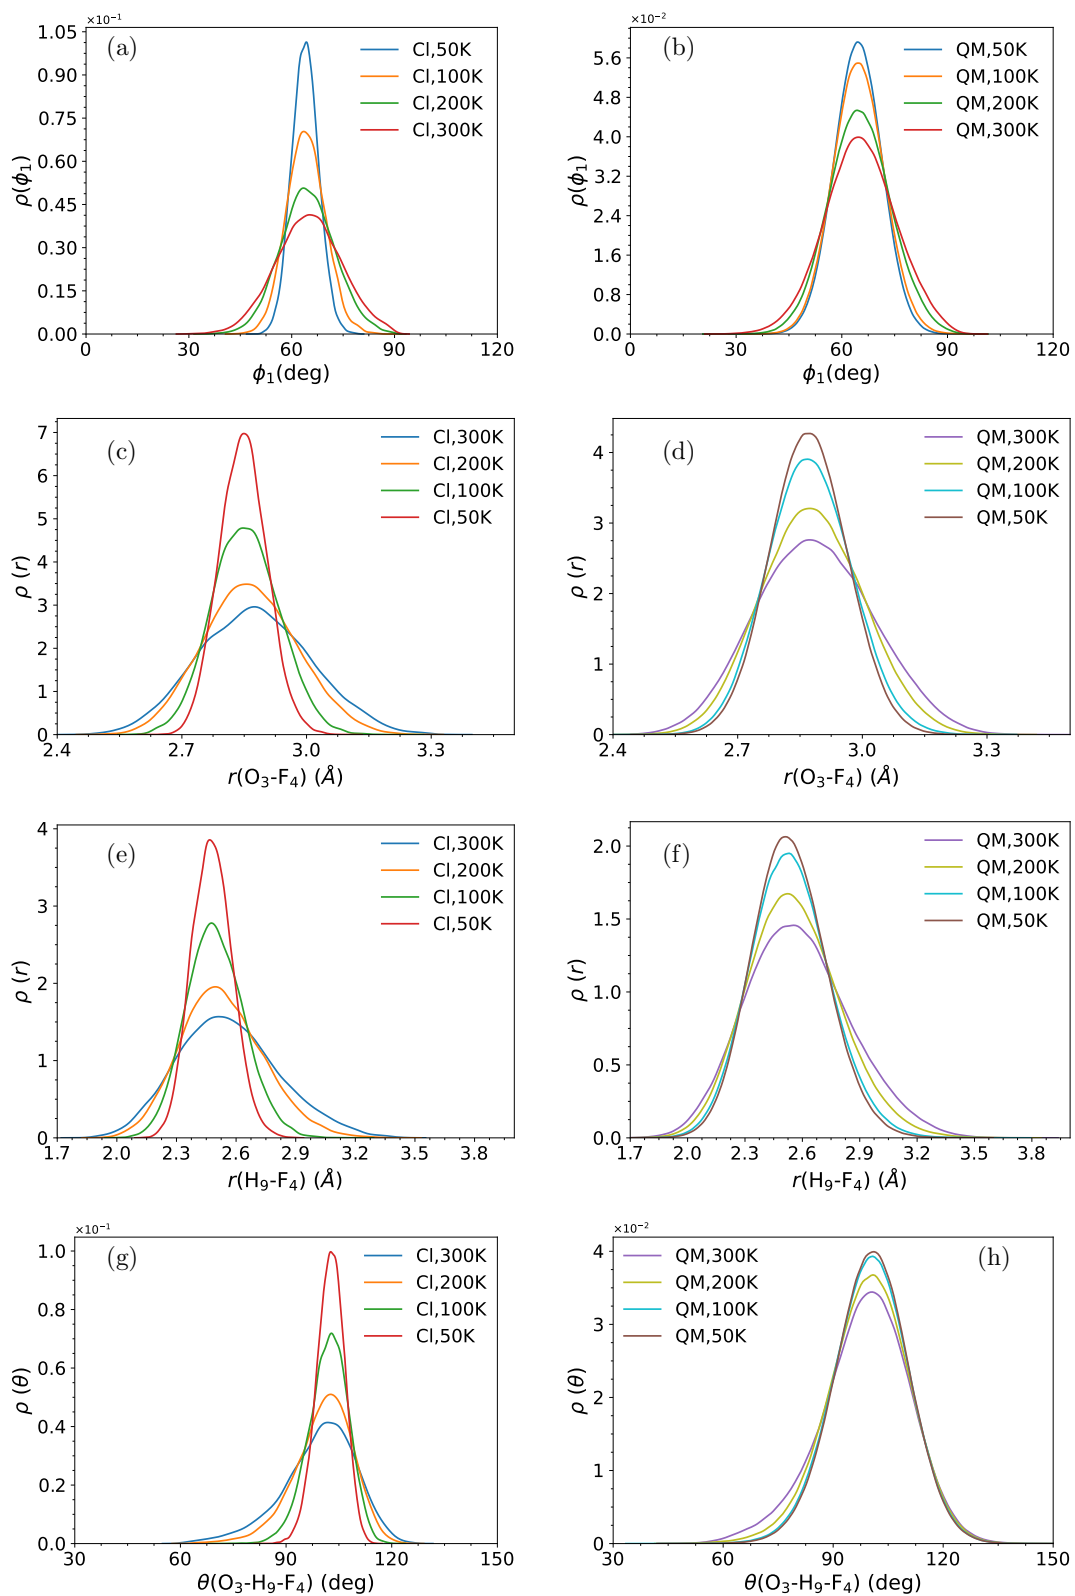 ×10⁻¹
(a)
Cl,50K
Cl,100K
Cl,200K
Cl,300K
1.05
0.90
0.75
0.60
0.45
0.30
0.15
0.00
ρ(ϕ₁)
0 30 60 90 120
ϕ₁(deg)
×10⁻²
(b)
QM,50K
QM,100K
QM,200K
QM,300K
5.6
4.8
4.0
3.2
2.4
1.6
0.8
0.0
ρ(ϕ₁)
0 30 60 90 120
ϕ₁(deg)
(c)
Cl,300K
Cl,200K
Cl,100K
Cl,50K
7
6
5
4
3
2
1
0
ρ (r)
2.4 2.7 3.0 3.3
r(O₃-F₄) (Å)
(d)
QM,300K
QM,200K
QM,100K
QM,50K
4
3
2
1
0
ρ (r)
2.4 2.7 3.0 3.3
r(O₃-F₄) (Å)
(e)
Cl,300K
Cl,200K
Cl,100K
Cl,50K
4
3
2
1
0
ρ (r)
1.7 2.0 2.3 2.6 2.9 3.2 3.5 3.8
r(H₉-F₄) (Å)
(f)
QM,300K
QM,200K
QM,100K
QM,50K
2.0
1.5
1.0
0.5
0.0
ρ (r)
1.7 2.0 2.3 2.6 2.9 3.2 3.5 3.8
r(H₉-F₄) (Å)
×10⁻¹
(g)
Cl,300K
Cl,200K
Cl,100K
Cl,50K
1.0
0.8
0.6
0.4
0.2
0.0
ρ (θ)
30 60 90 120 150
θ(O₃-H₉-F₄) (deg)
×10⁻²
QM,300K
QM,200K
QM,100K
QM,50K
(h)
4
3
2
1
0
ρ (θ)
30 60 90 120 150
θ(O₃-H₉-F₄) (deg)